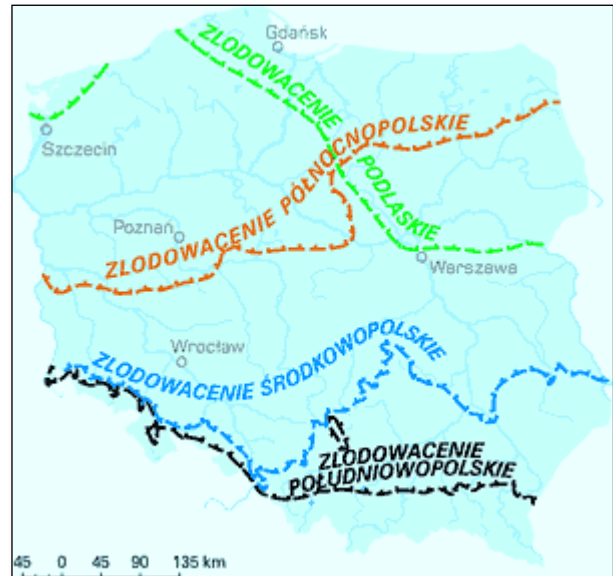 Gdańsk
ZLODOWACENIE
PODLASKIE
Szczecin
ZLODOWACENIE PÓŁNOCNOPOLSKIE
Poznań
Warszawa
Wrocław
ZLODOWACENIE ŚRODKOWOPOLSKIE
ZLODOWACENIE
POŁUDNIOWOPOLSKIE
45 0 45 90 135 km